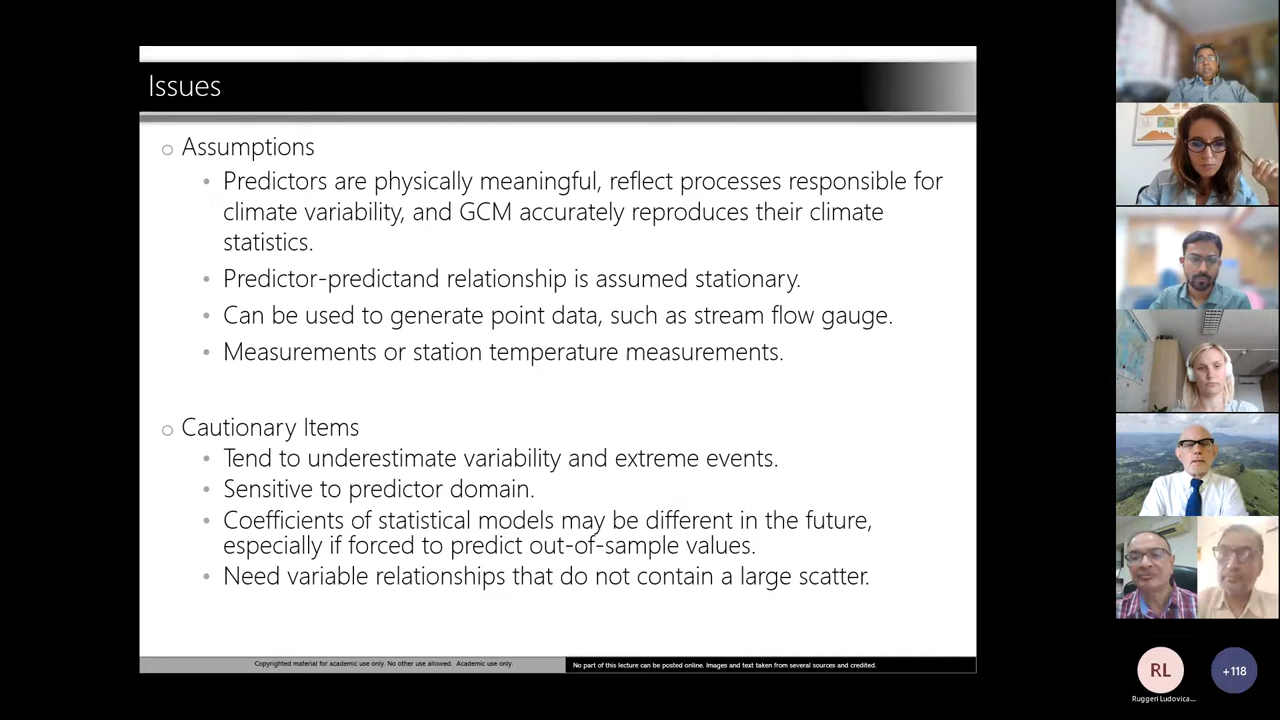 Issues
Assumptions
Predictors are physically meaningful, reflect processes responsible for
climate variability, and GCM accurately reproduces their climate
statistics.
Predictor-predictand relationship is assumed stationary.
Can be used to generate point data, such as stream flow gauge.
Measurements or station temperature measurements.
Cautionary Items
Tend to underestimate variability and extreme events.
Sensitive to predictor domain.
Coefficients of statistical models may be different in the future,
especially if forced to predict out-of-sample values.
Need variable relationships that do not contain a large scatter.
Copyrighted material for academic use only. No other use allowed. Academic use only.
No part of this lecture can be posted online. Images and text taken from several sources and credited.
RL
+118
Ruggeri Ludovica...